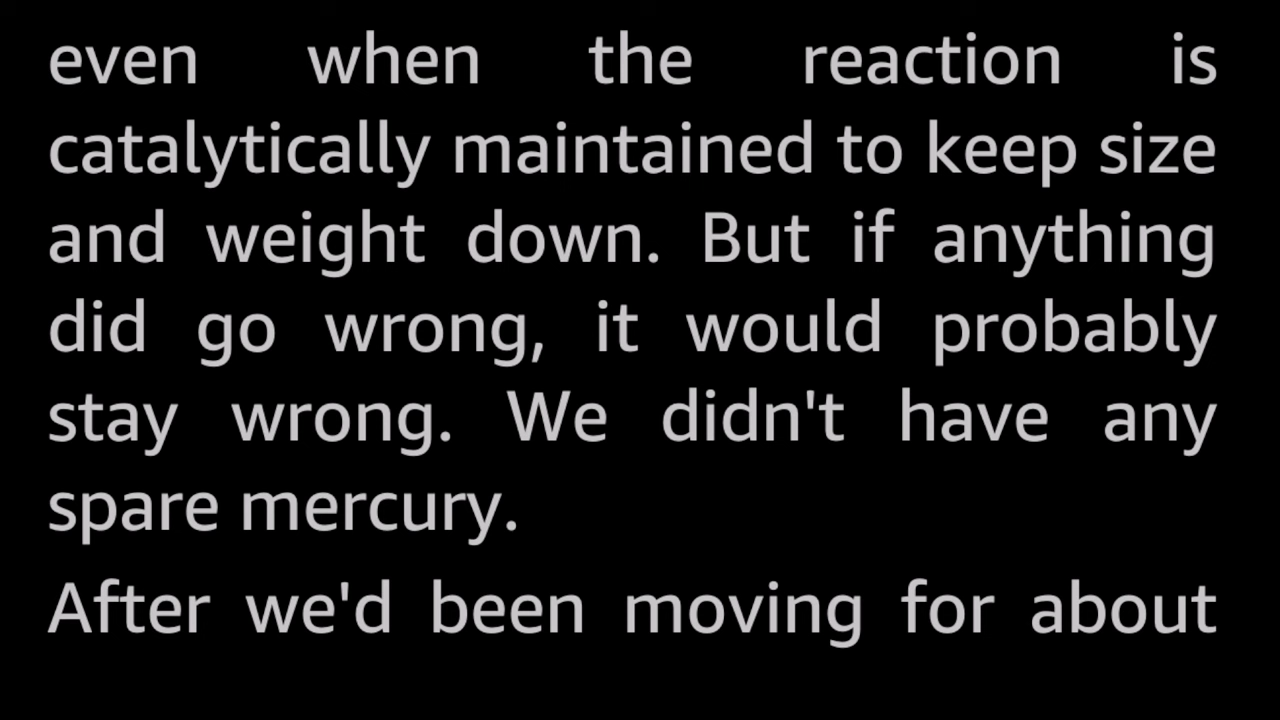 even when the reaction is
catalytically maintained to keep size
and weight down. But if anything
did go wrong, it would probably
stay wrong. We didn't have any
spare mercury.
After we'd been moving for about